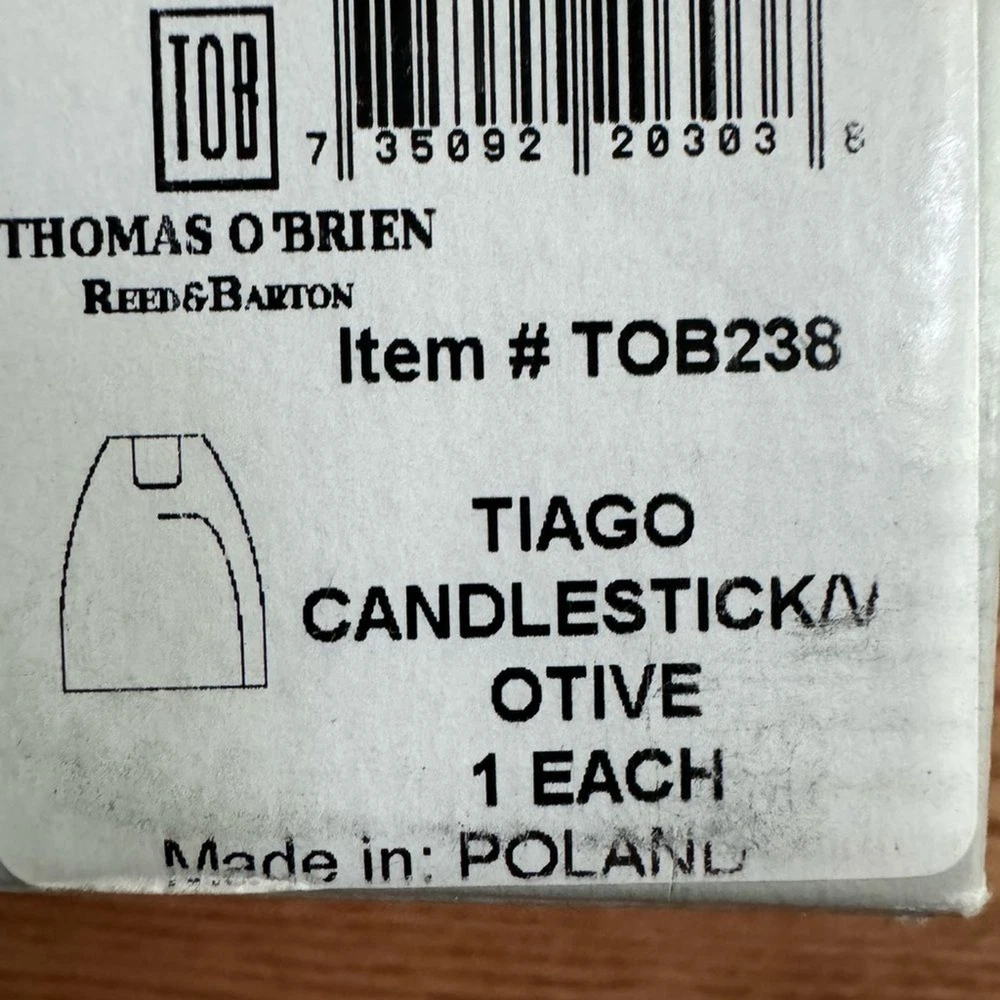 TOB
7 35092 20303 8
THOMAS O'BRIEN
REED & BARTON
Item # TOB238
TIAGO
CANDLESTICK/V
OTIVE
1 EACH
Made in: POLAND